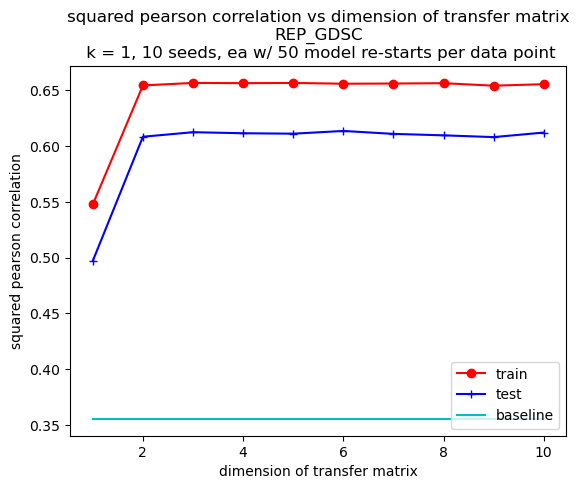 squared pearson correlation vs dimension of transfer matrix
REP_GDSC
k = 1, 10 seeds, ea w/ 50 model re-starts per data point
squared pearson correlation
0.65
0.60
0.55
0.50
0.45
0.40
0.35
train
test
baseline
2
4
6
8
10
dimension of transfer matrix